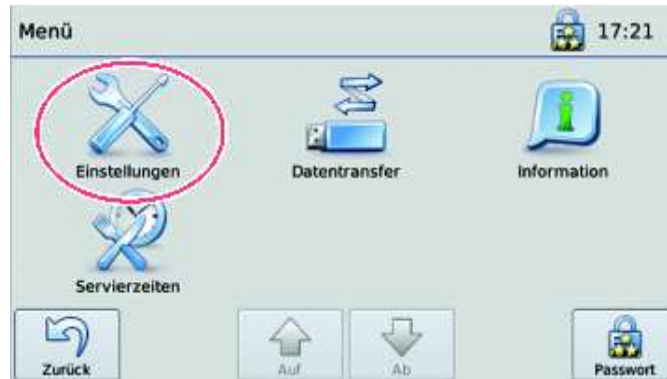 Menü 17:21
Einstellungen Datentransfer Information
Servierzeiten
Zurück Auf Ab Passwort